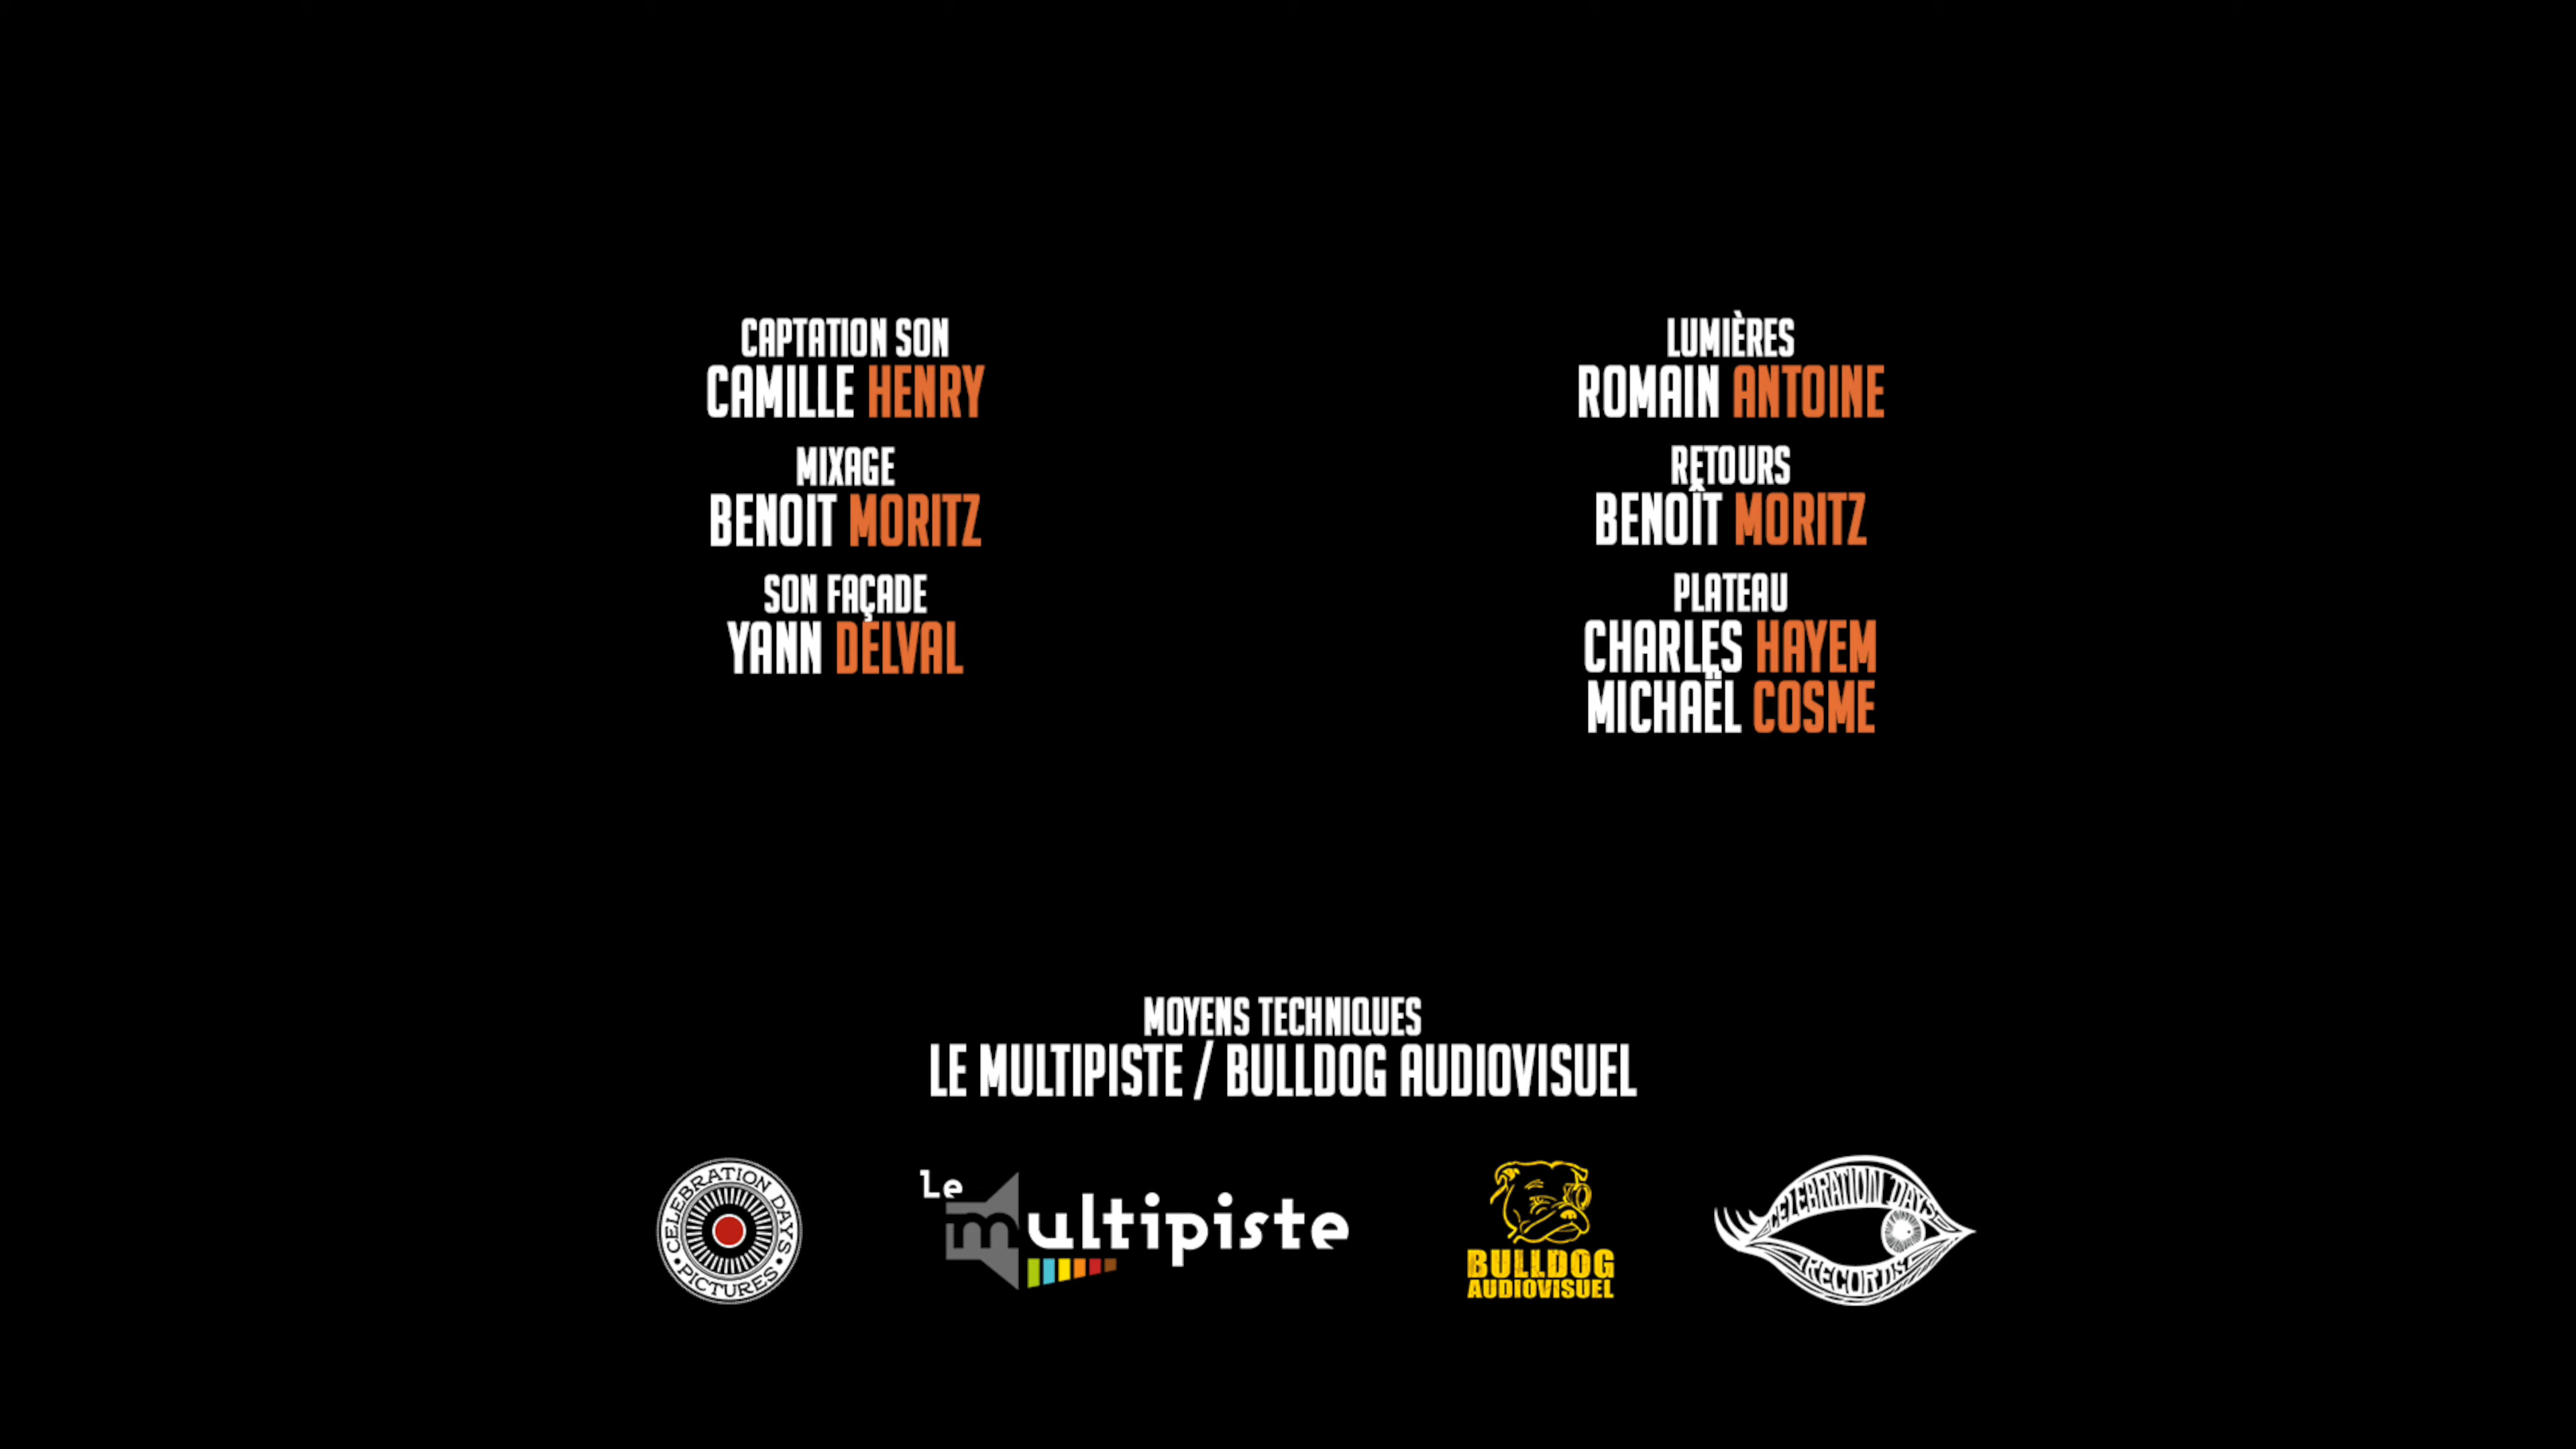 CAPTATION SON
CAMILLE HENRY
MIXAGE
BENOIT MORITZ
SON FAÇADE
YANN DELVAL
LUMIÈRES
ROMAIN ANTOINE
RETOURS
BENOÎT MORITZ
PLATEAU
CHARLES HAYEM
MICHAËL COSME
MOYENS TECHNIQUES
LE MULTIPISTE / BULLDOG AUDIOVISUEL
CELEBRATION DAYS
• PICTURES •
Le
multipiste
BULLDOG
AUDIOVISUEL
CELEBRATION DAYS
RECORDS